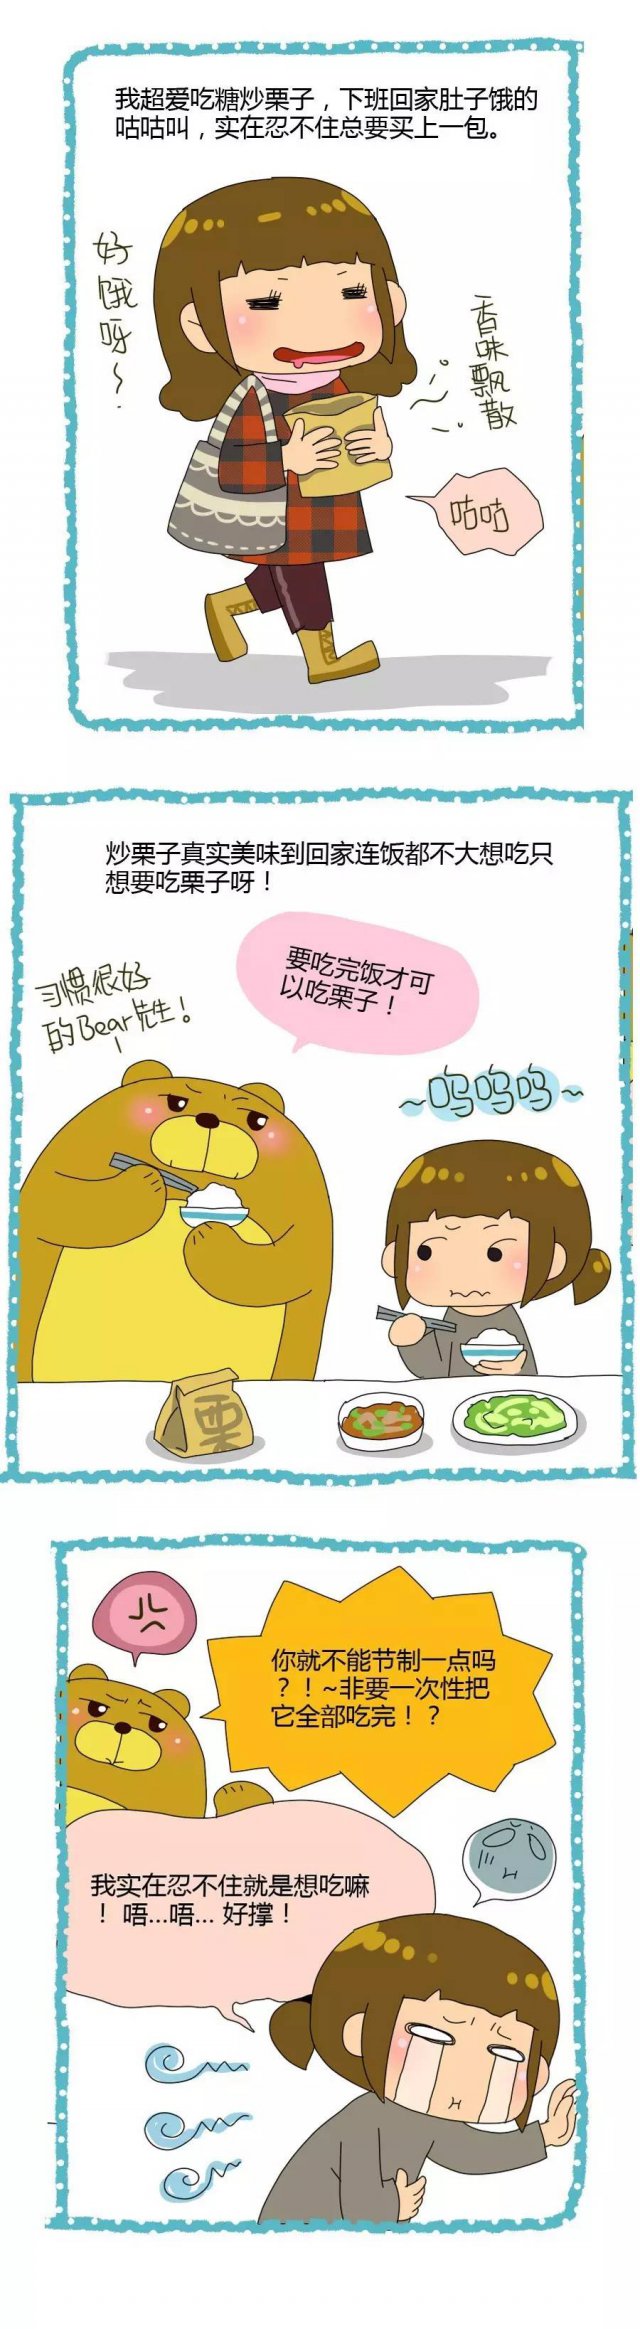 我超爱吃糖炒栗子，下班回家肚子饿的
咕咕叫，实在忍不住总要买上一包。
好饿呀~
香味飘散
咕咕
炒栗子真实美味到回家连饭都不大想吃只
想要吃栗子呀！
要吃完饭才可
以吃栗子！
习惯很好
的Bear先生！
~呜呜呜~
栗
你就不能节制一点吗
？！~非要一次性把
它全部吃完！？
我实在忍不住就是想吃嘛
！ 唔...唔... 好撑！